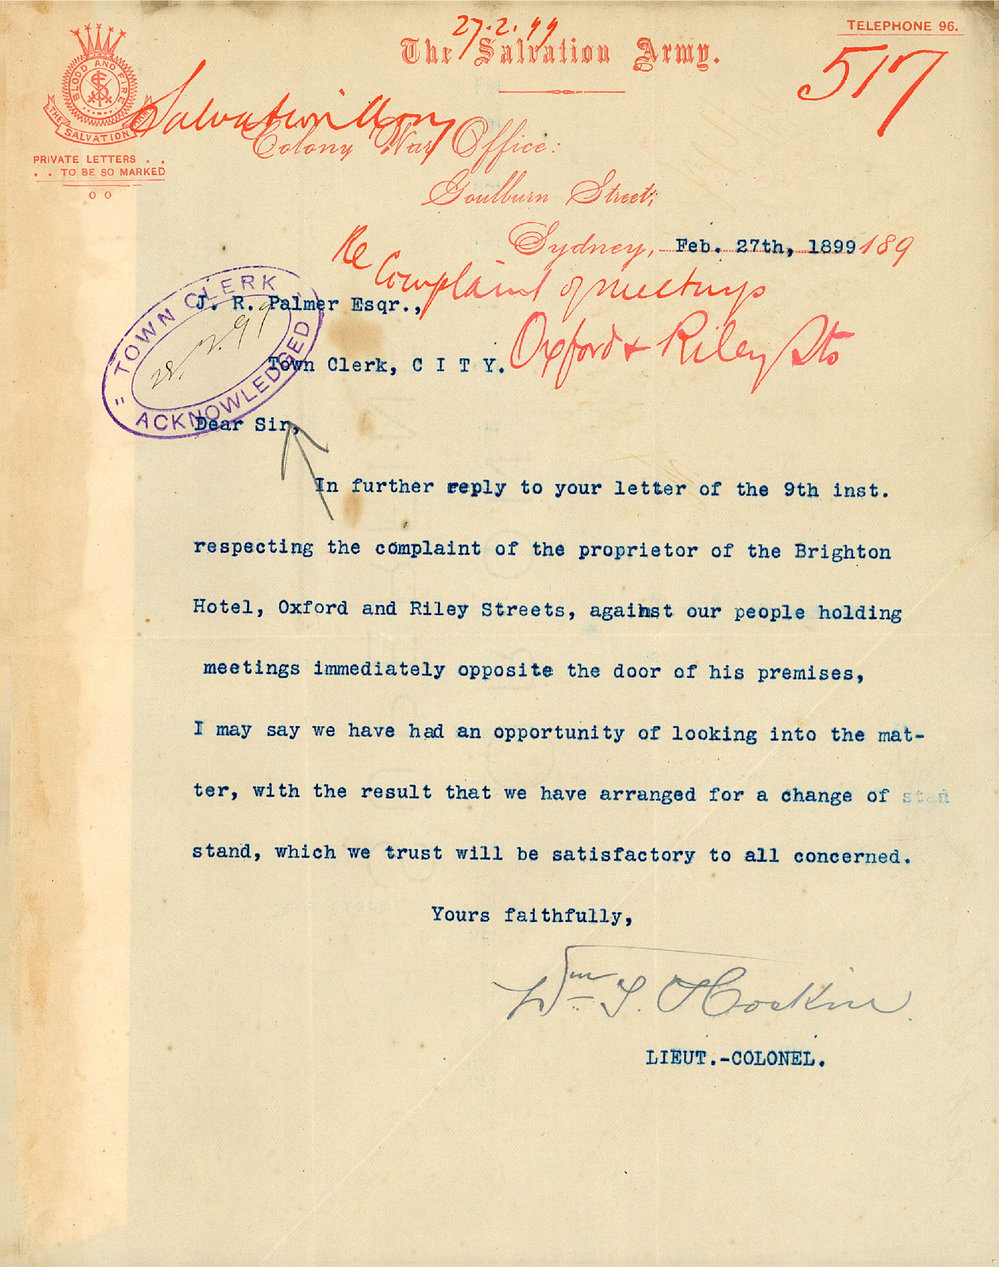 27.2.99
TELEPHONE 96.
The Salvation Army.
517
BLOOD AND FIRE
THE SALVATION ARMY
Salvation Army
Colony War Office:
PRIVATE LETTERS . .
. . TO BE SO MARKED
Goulburn Street,
Sydney, Feb. 27th, 1899 189
Re Complaint of meetings
Oxford & Riley Sts
TOWN CLERK
28.2.99
ACKNOWLEDGED
J. R. Palmer Esqr.,
Town Clerk, C I T Y.
Dear Sir,
In further reply to your letter of the 9th inst.
respecting the complaint of the proprietor of the Brighton
Hotel, Oxford and Riley Streets, against our people holding
meetings immediately opposite the door of his premises,
I may say we have had an opportunity of looking into the mat-
ter, with the result that we have arranged for a change of
stand, which we trust will be satisfactory to all concerned.
Yours faithfully,
Wm T. Hoskin
LIEUT.-COLONEL.